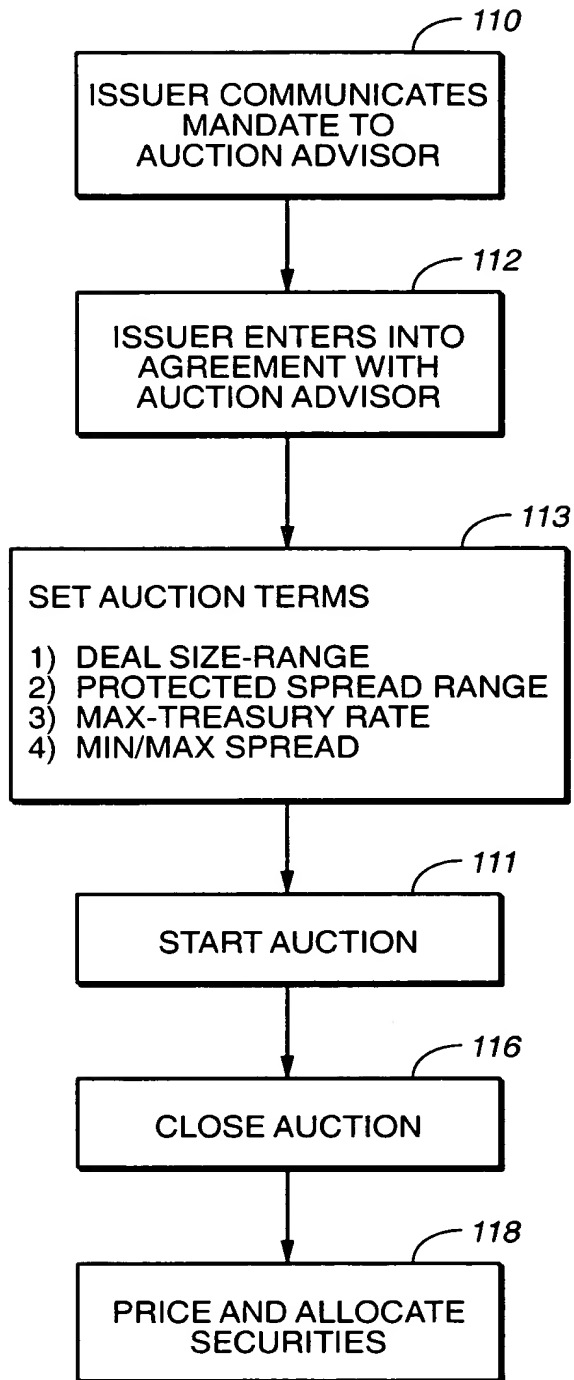 110
ISSUER COMMUNICATES
MANDATE TO
AUCTION ADVISOR
112
ISSUER ENTERS INTO
AGREEMENT WITH
AUCTION ADVISOR
113
SET AUCTION TERMS
1) DEAL SIZE-RANGE
2) PROTECTED SPREAD RANGE
3) MAX-TREASURY RATE
4) MIN/MAX SPREAD
111
START AUCTION
116
CLOSE AUCTION
118
PRICE AND ALLOCATE
SECURITIES